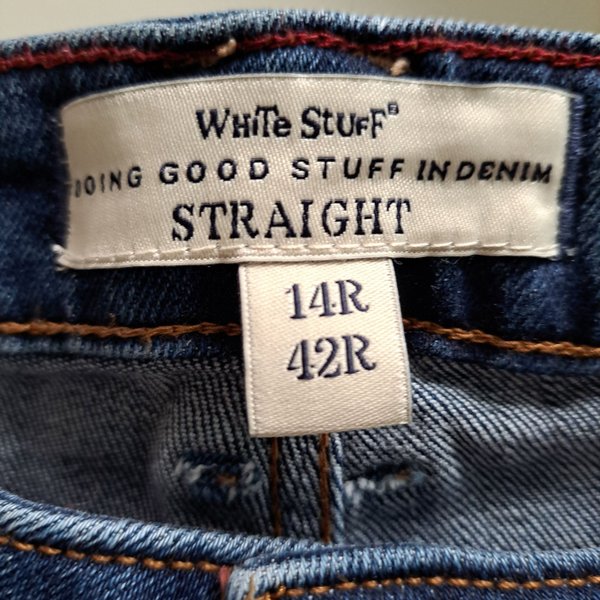 WHiTe STuFF®
DOING GOOD STUFF IN DENIM
STRAIGHT
14R
42R